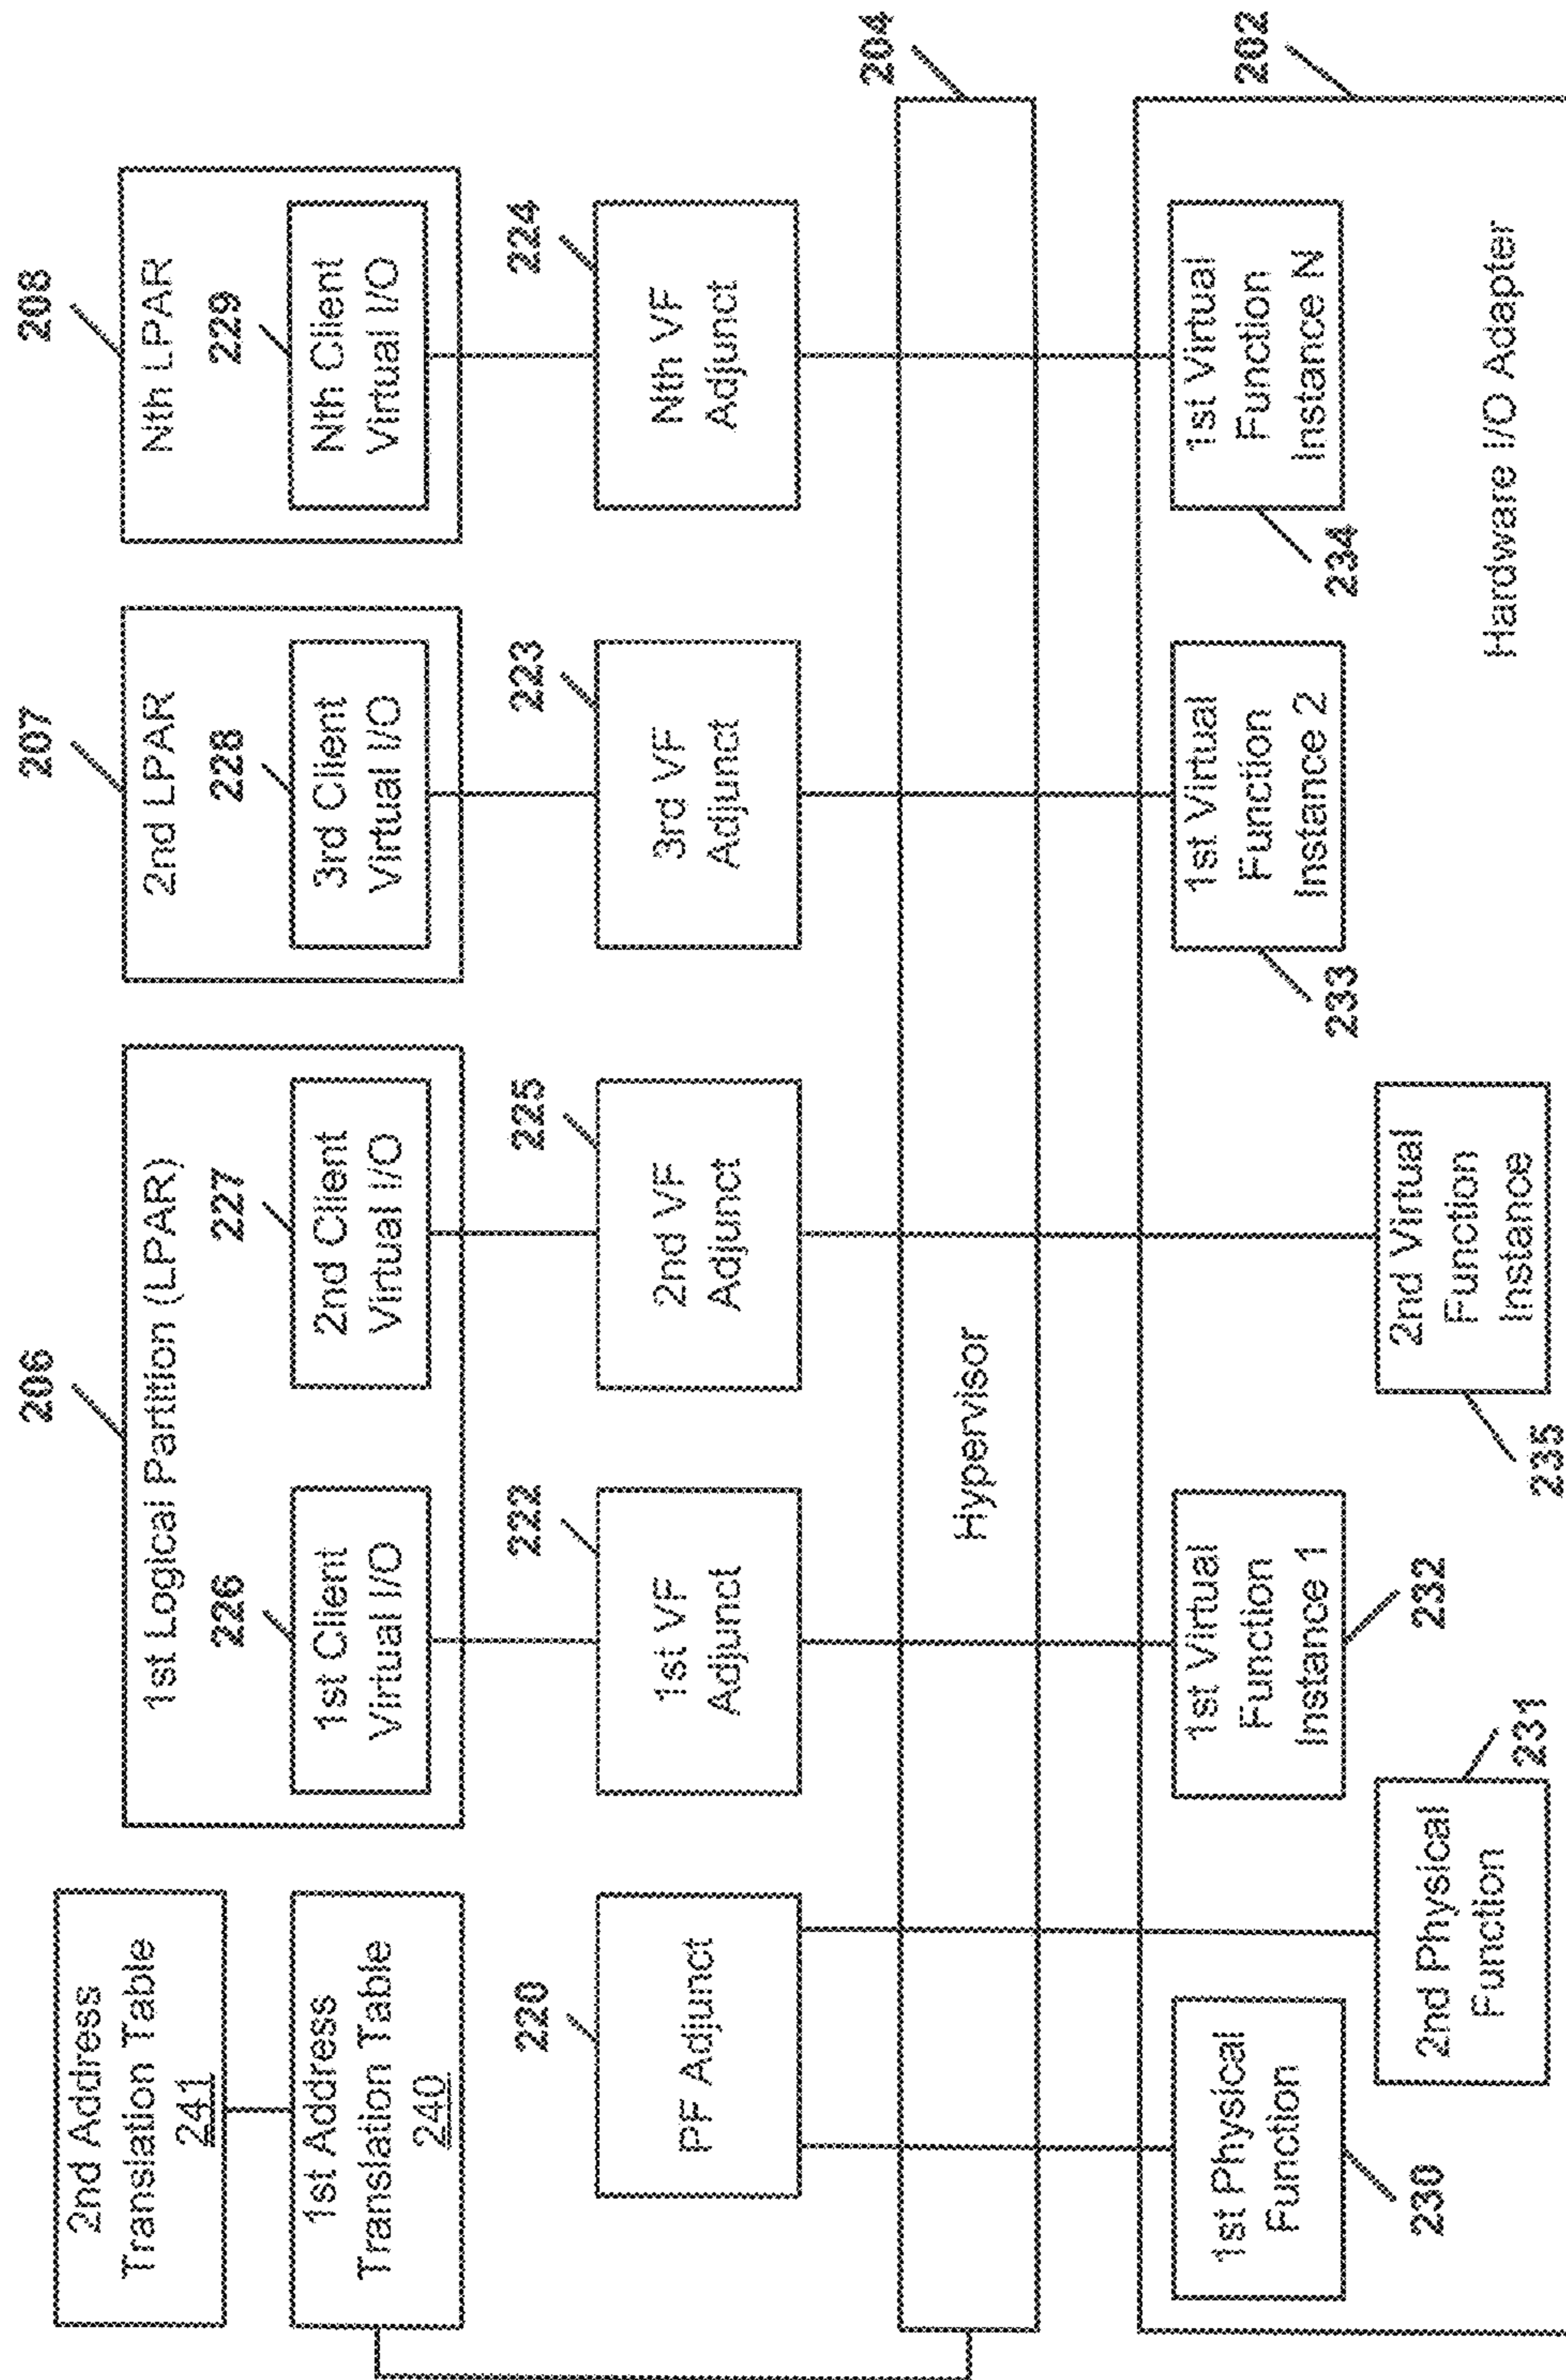 206
207
208
2nd Address
Translation Table
241
1st Address
Translation Table
240
1st Logical Partition (LPAR)
226
1st Client
Virtual I/O
227
2nd Client
Virtual I/O
2nd LPAR
228
3rd Client
Virtual I/O
Nth LPAR
229
Nth Client
Virtual I/O
220
PF Adjunct
222
1st VF
Adjunct
225
2nd VF
Adjunct
223
3rd VF
Adjunct
224
Nth VF
Adjunct
Hypervisor
204
202
1st Physical
Function
230
2nd Physical
Function
231
1st Virtual
Function
Instance 1
232
2nd Virtual
Function
Instance
235
1st Virtual
Function
Instance 2
233
1st Virtual
Function
Instance N
234
Hardware I/O Adapter